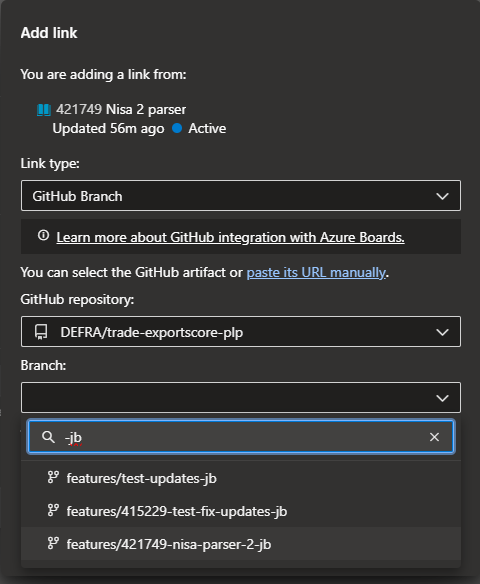 Add link
You are adding a link from:
421749 Nisa 2 parser
Updated 56m ago Active
Link type:
GitHub Branch
Learn more about GitHub integration with Azure Boards.
You can select the GitHub artifact or paste its URL manually.
GitHub repository:
DEFRA/trade-exportscore-plp
Branch:
-jb
features/test-updates-jb
features/415229-test-fix-updates-jb
features/421749-nisa-parser-2-jb